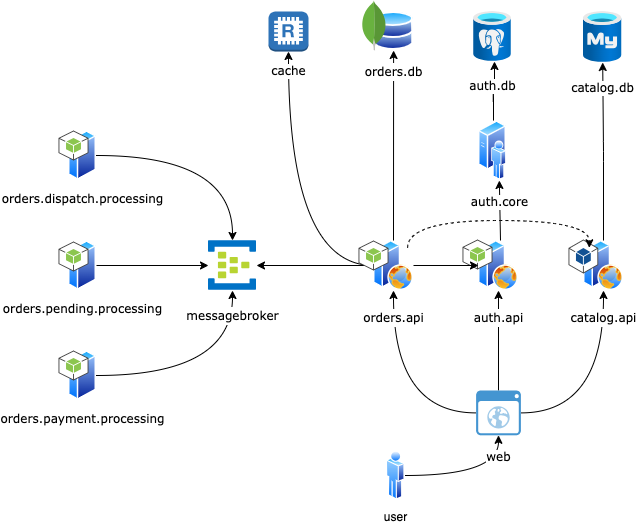 R
My
cache
orders.db
auth.db
catalog.db
orders.dispatch.processing
auth.core
orders.pending.processing
messagebroker
orders.api
auth.api
catalog.api
orders.payment.processing
web
user